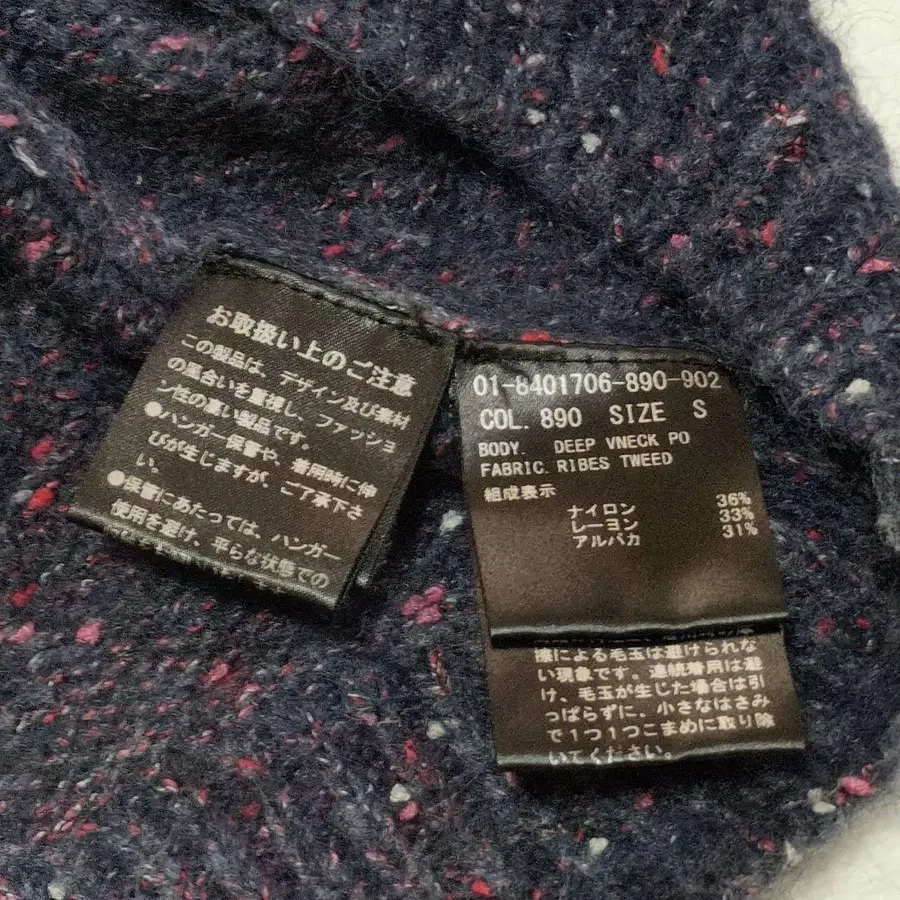 お取扱い上のご注意
この製品は、デザイン及び素材
の風合いを重視し、ファッショ
ン性の高い製品です。
●ハンガー保管や、着用時に伸
びが生じますが、ご了承下さ
い。
●保管にあたっては、ハンガー
使用を避け、平らな状態での
01-8401706-890-902
COL. 890 SIZE S
BODY. DEEP VNECK PO
FABRIC. RIBES TWEED
組成表示
ナイロン 36%
レーヨン 33%
アルパカ 31%
擦による毛玉は避けられな
い現象です。連続着用は避
け、毛玉が生じた場合は引
っぱらずに、小さなはさみ
で1つ1つこまめに取り除
いてください。